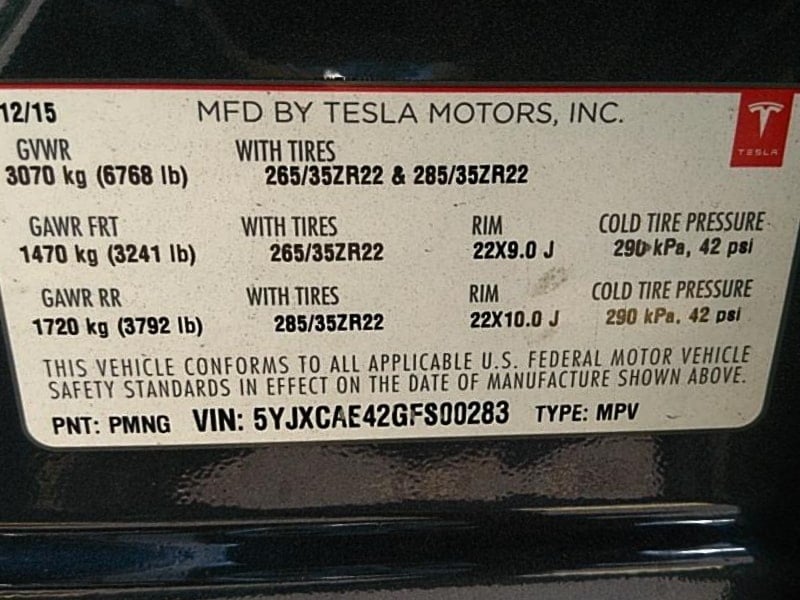 12/15 MFD BY TESLA MOTORS, INC. TESLA
GVWR WITH TIRES
3070 kg (6768 lb) 265/35ZR22 & 285/35ZR22
GAWR FRT WITH TIRES RIM COLD TIRE PRESSURE
1470 kg (3241 lb) 265/35ZR22 22X9.0 J 290 kPa, 42 psi
GAWR RR WITH TIRES RIM COLD TIRE PRESSURE
1720 kg (3792 lb) 285/35ZR22 22X10.0 J 290 kPa, 42 psi
THIS VEHICLE CONFORMS TO ALL APPLICABLE U.S. FEDERAL MOTOR VEHICLE
SAFETY STANDARDS IN EFFECT ON THE DATE OF MANUFACTURE SHOWN ABOVE.
PNT: PMNG VIN: 5YJXCAE42GFS00283 TYPE: MPV